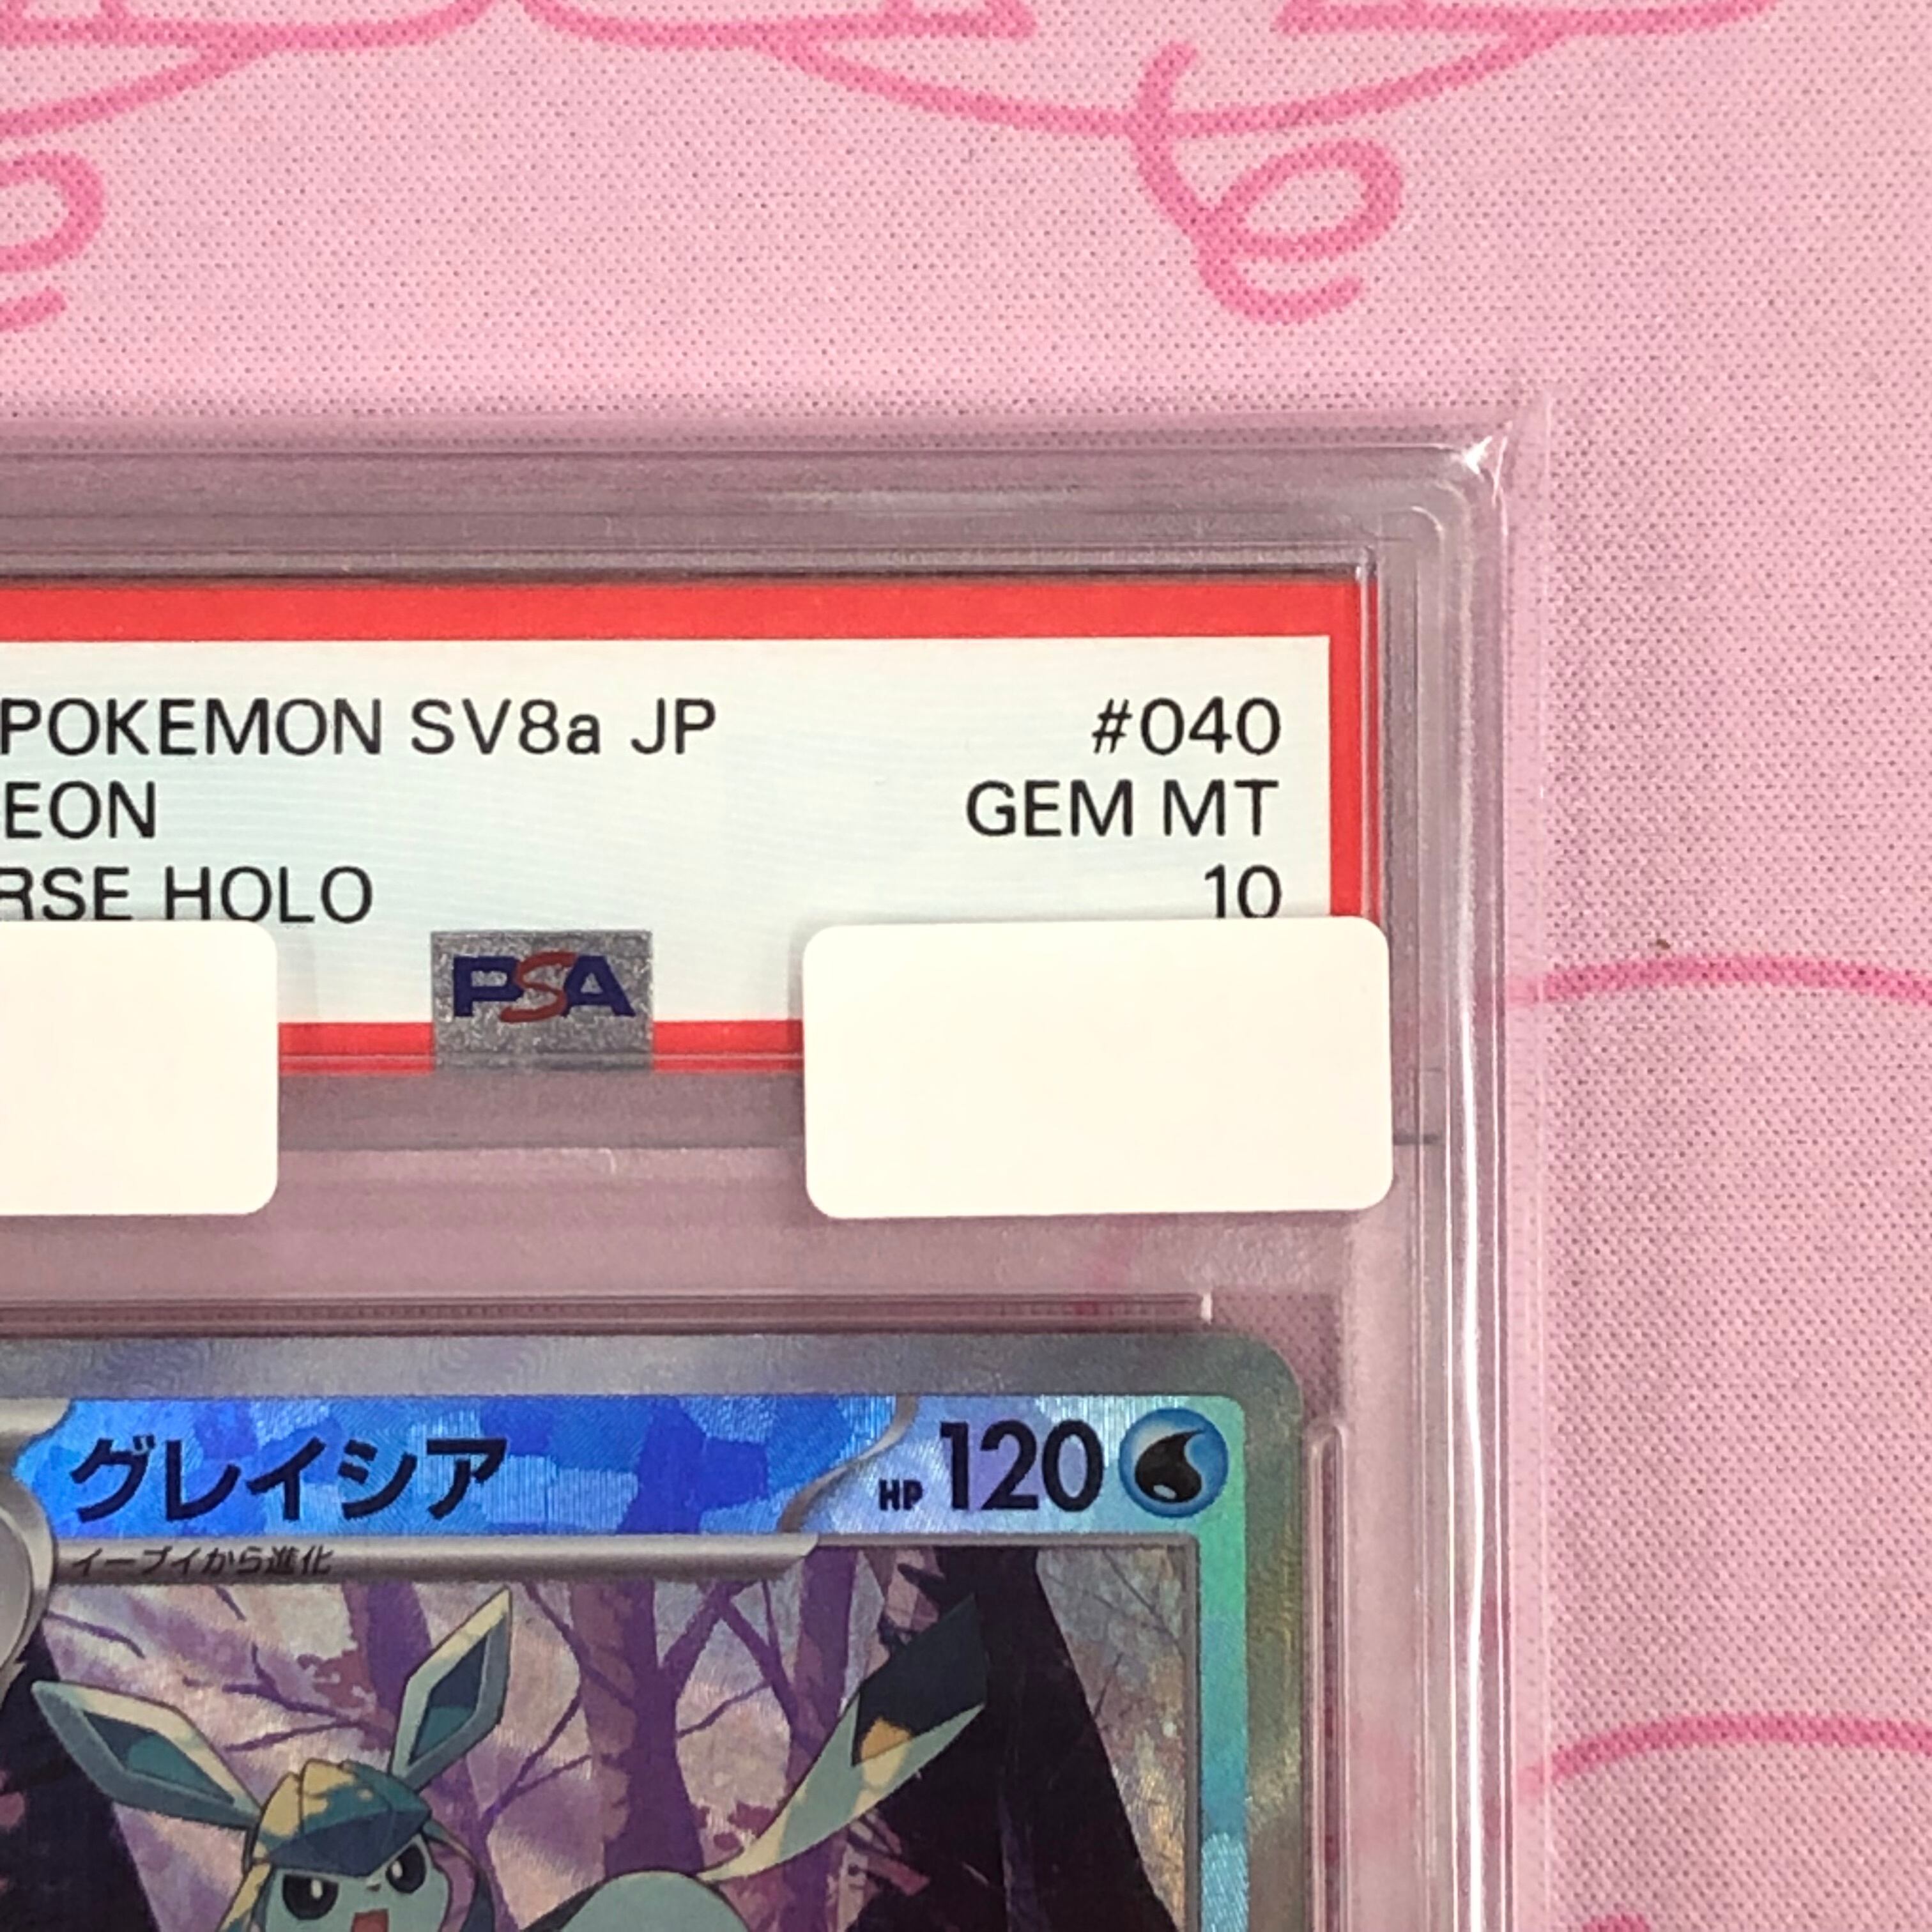 POKEMON SV8a JP #040
EON GEM MT
RSE HOLO 10
PSA
グレイシア HP 120
イーブイから進化